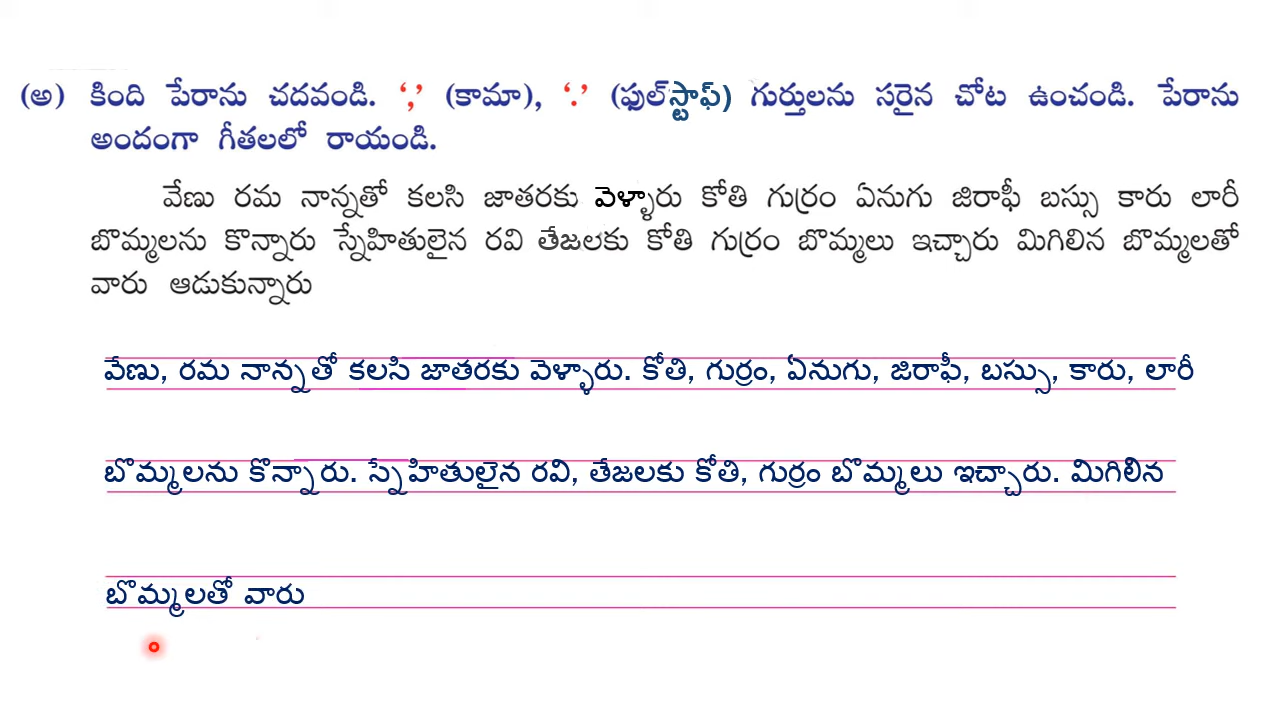 (అ) కింది పేరాను చదవండి. ‘,’ (కామా), ‘.’ (ఫుల్‌స్టాఫ్) గుర్తులను సరైన చోట ఉంచండి. పేరాను
అందంగా గీతలలో రాయండి.
వేణు రమ నాన్నతో కలసి జాతరకు వెళ్ళారు కోతి గుర్రం ఏనుగు జిరాఫీ బస్సు కారు లారీ
బొమ్మలను కొన్నారు స్నేహితులైన రవి తేజలకు కోతి గుర్రం బొమ్మలు ఇచ్చారు మిగిలిన బొమ్మలతో
వారు ఆడుకున్నారు
వేణు, రమ నాన్నతో కలసి జాతరకు వెళ్ళారు. కోతి, గుర్రం, ఏనుగు, జిరాఫీ, బస్సు, కారు, లారీ
బొమ్మలను కొన్నారు. స్నేహితులైన రవి, తేజలకు కోతి, గుర్రం బొమ్మలు ఇచ్చారు. మిగిలిన
బొమ్మలతో వారు